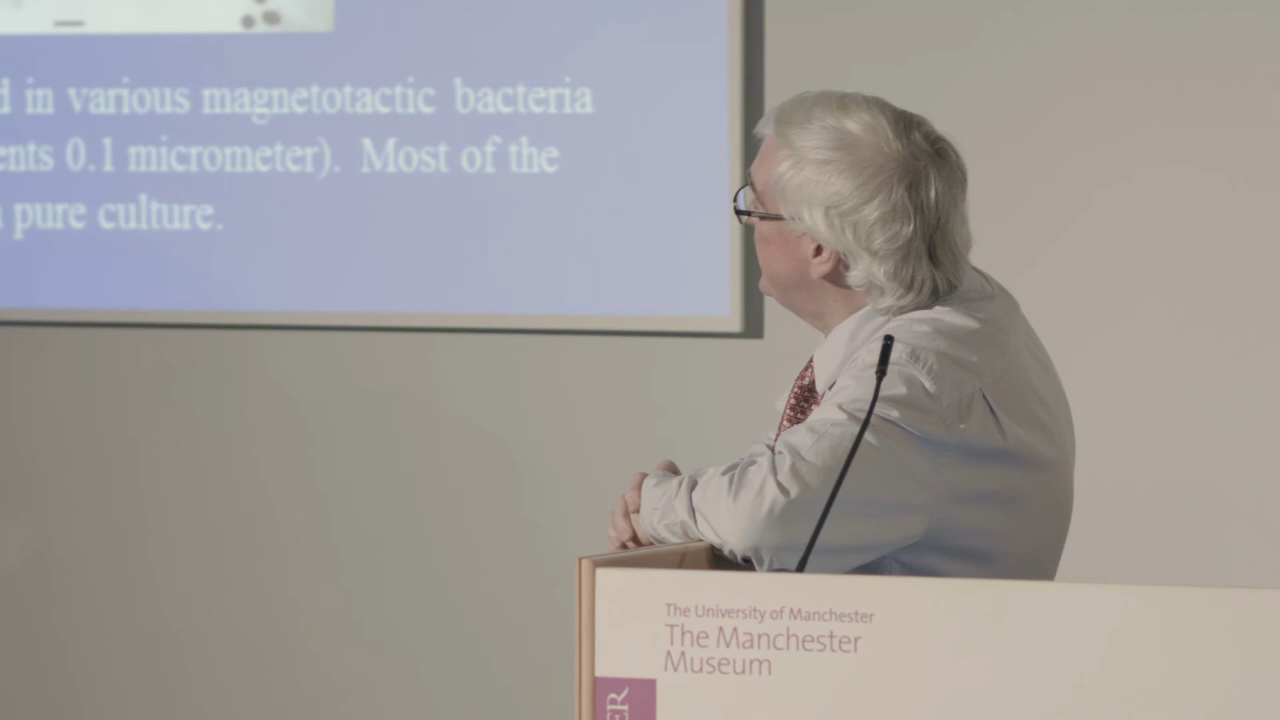 in various magnetotactic bacteria
0.1 micrometer). Most of the
pure culture.
The University of Manchester
The Manchester
Museum
ER